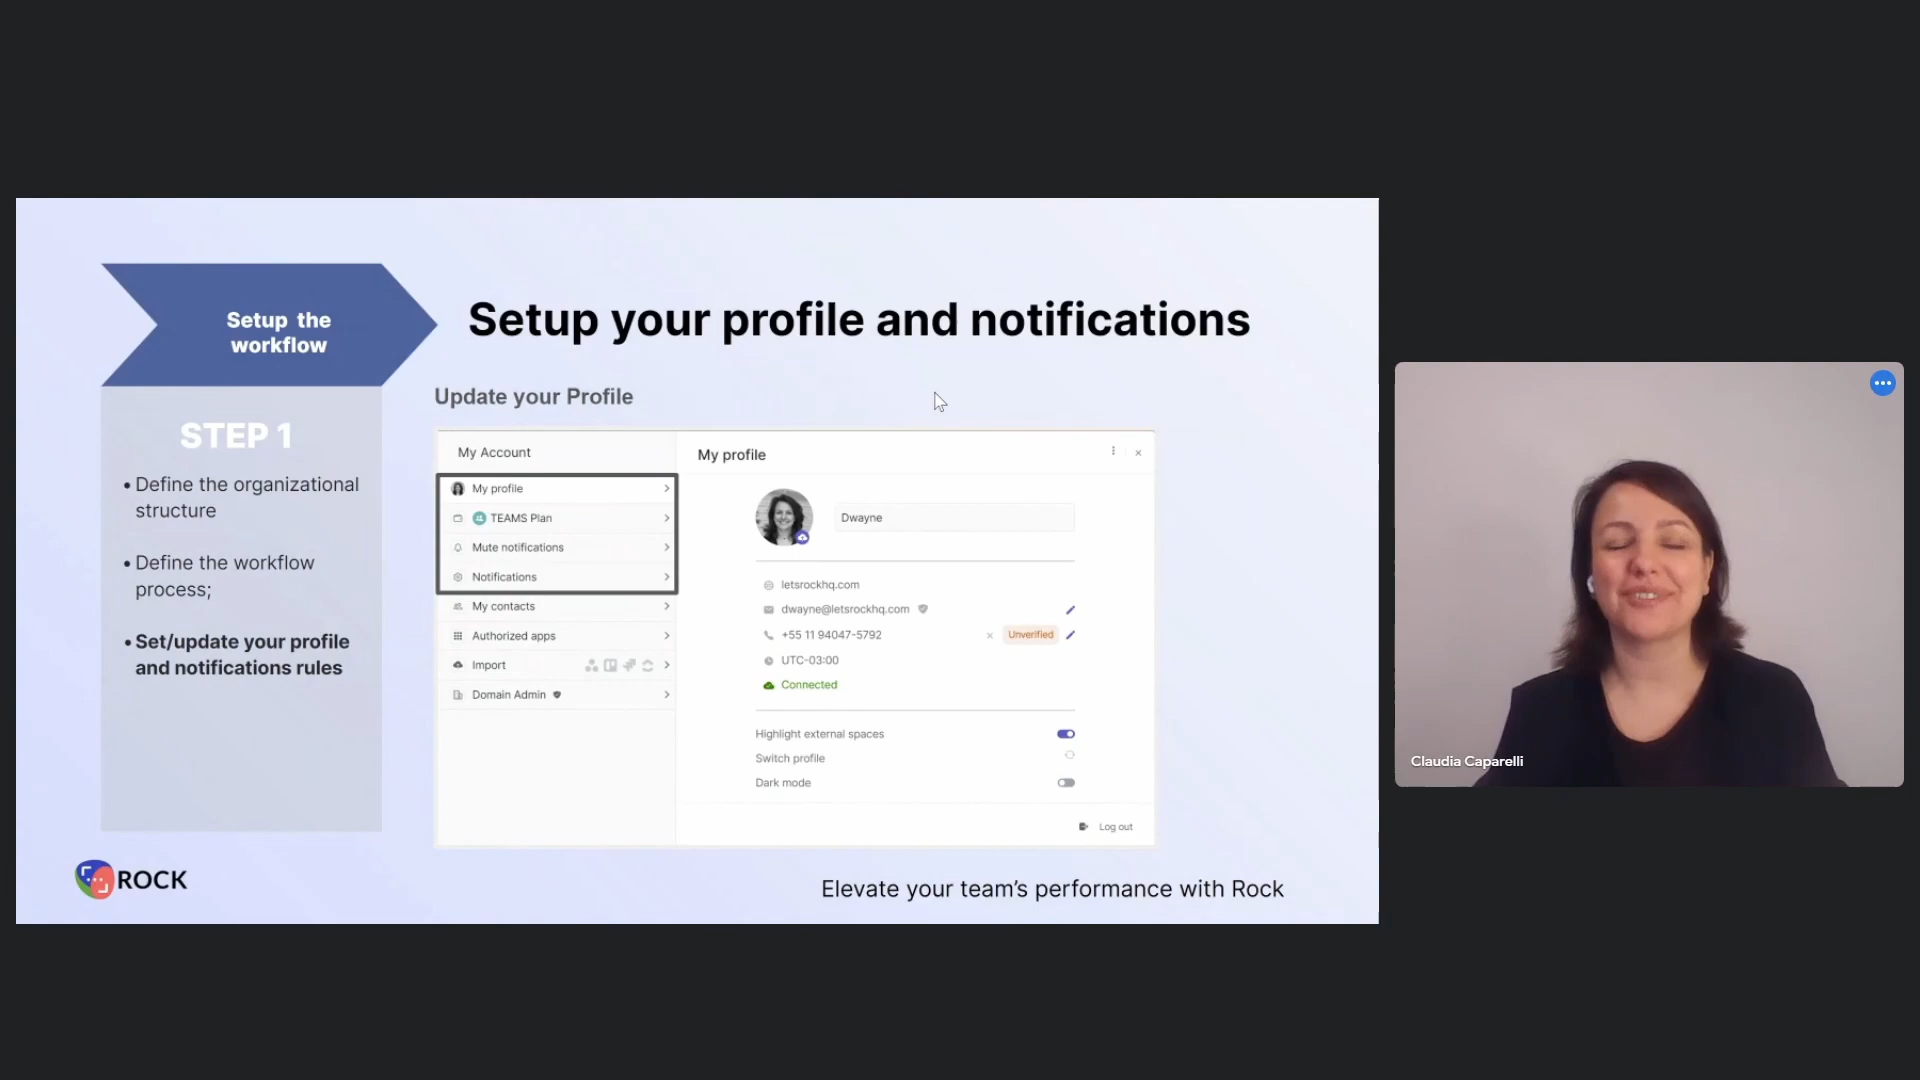 Setup the
workflow
Setup your profile and notifications
STEP 1
• Define the organizational
structure
• Define the workflow
process;
• Set/update your profile
and notifications rules
Update your Profile
My Account
My profile
TEAMS Plan
Mute notifications
Notifications
My contacts
Authorized apps
Import
Domain Admin
My profile
Dwayne
letsrockhq.com
dwayne@letsrockhq.com
+55 11 94047-5792
Unverified
UTC-03:00
Connected
Highlight external spaces
Switch profile
Dark mode
Log out
ROCK
Elevate your team’s performance with Rock
Claudia Caparelli